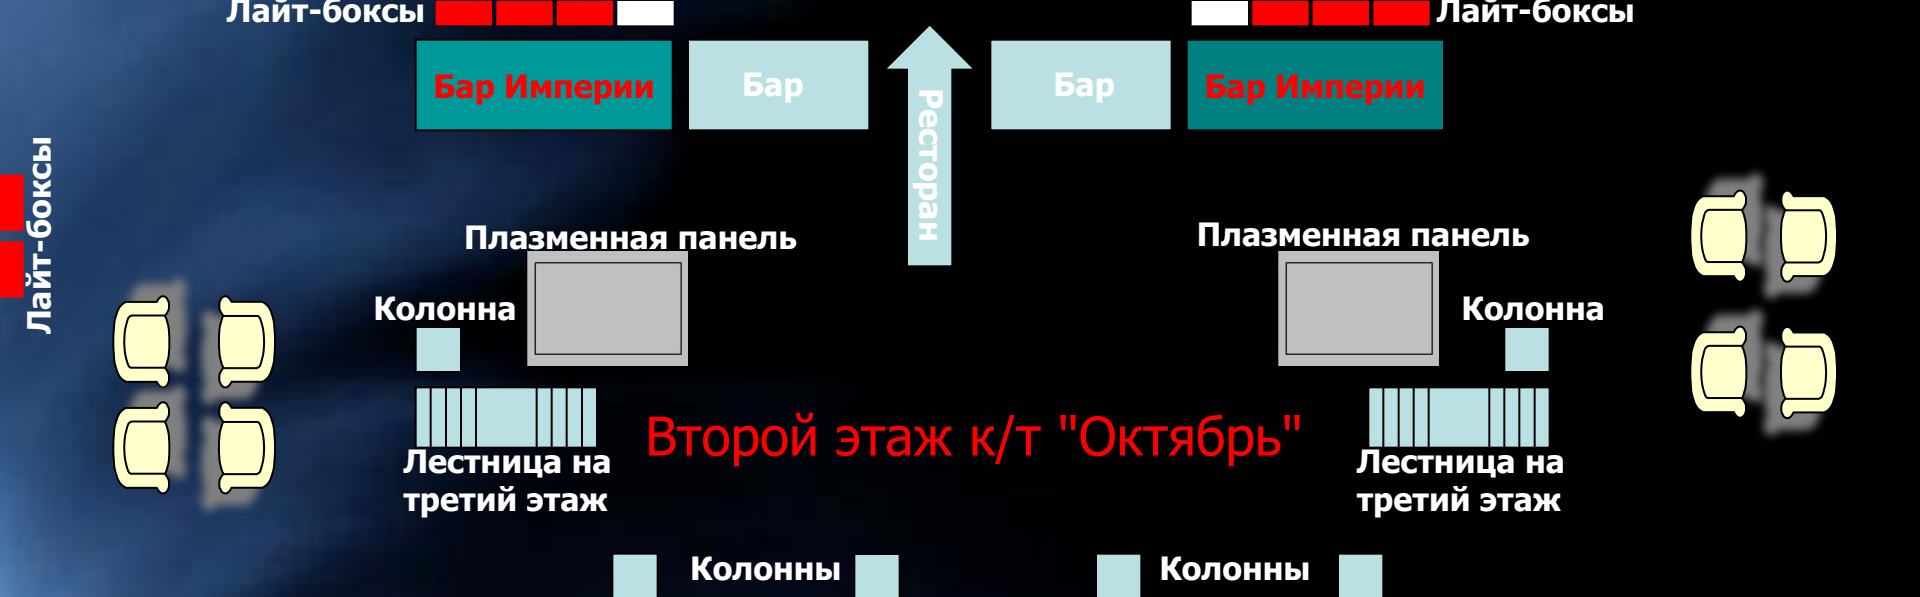 Лайт-боксы
Лайт-боксы
Бар Империи
Бар
Ресторан
Бар
Бар Империи
Лайт-боксы
Плазменная панель
Плазменная панель
Колонна
Колонна
Второй этаж к/т "Октябрь"
Лестница на
третий этаж
Лестница на
третий этаж
Колонны
Колонны